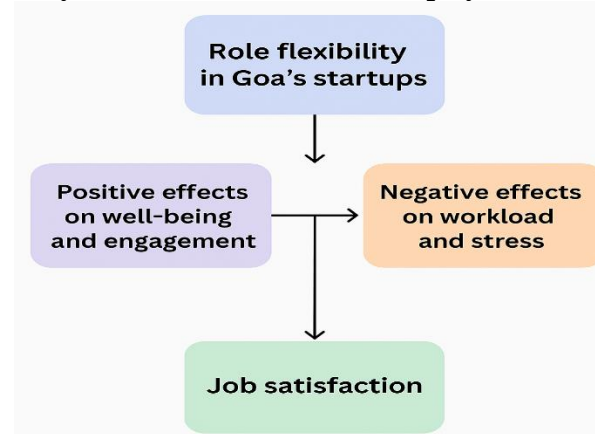 Role flexibility
in Goa's startups
Positive effects
on well-being
and engagement
Negative effects
on workload
and stress
Job satisfaction